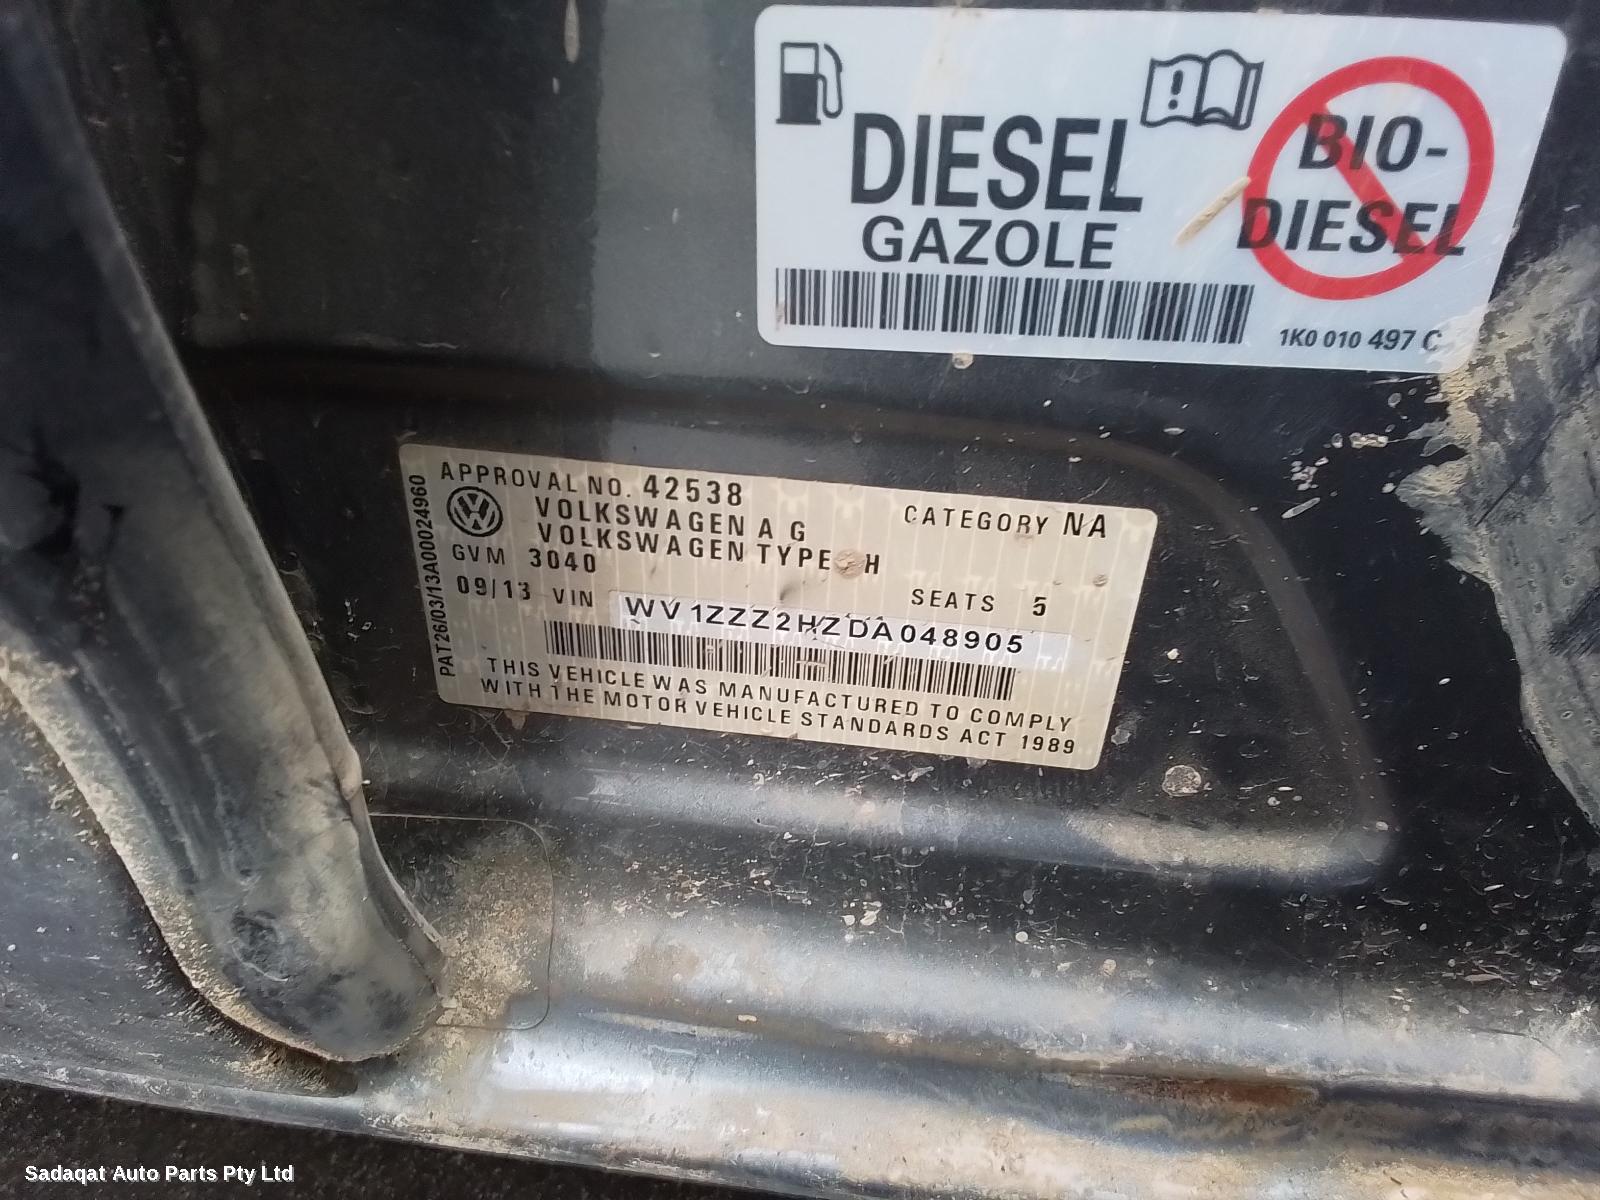 DIESEL
GAZOLE
BIO-
DIESEL
1K0 010 497 C
APPROVAL NO. 42538
CATEGORY NA
VOLKSWAGEN A G
VOLKSWAGEN TYPE H
GVM 3040
SEATS 5
09/13 VIN WV1ZZZ2HZDA048905
THIS VEHICLE WAS MANUFACTURED TO COMPLY
WITH THE MOTOR VEHICLE STANDARDS ACT 1989
PAT26/03/13A00024960
Sadaqat Auto Parts Pty Ltd